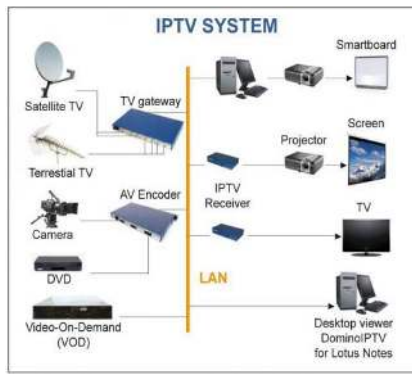 IPTV SYSTEM
Satellite TV
TV gateway
Terrestial TV
AV Encoder
Camera
DVD
Video-On-Demand
(VOD)
LAN
Smartboard
Screen
Projector
IPTV
Receiver
TV
Desktop viewer
DominoIPTV
for Lotus Notes